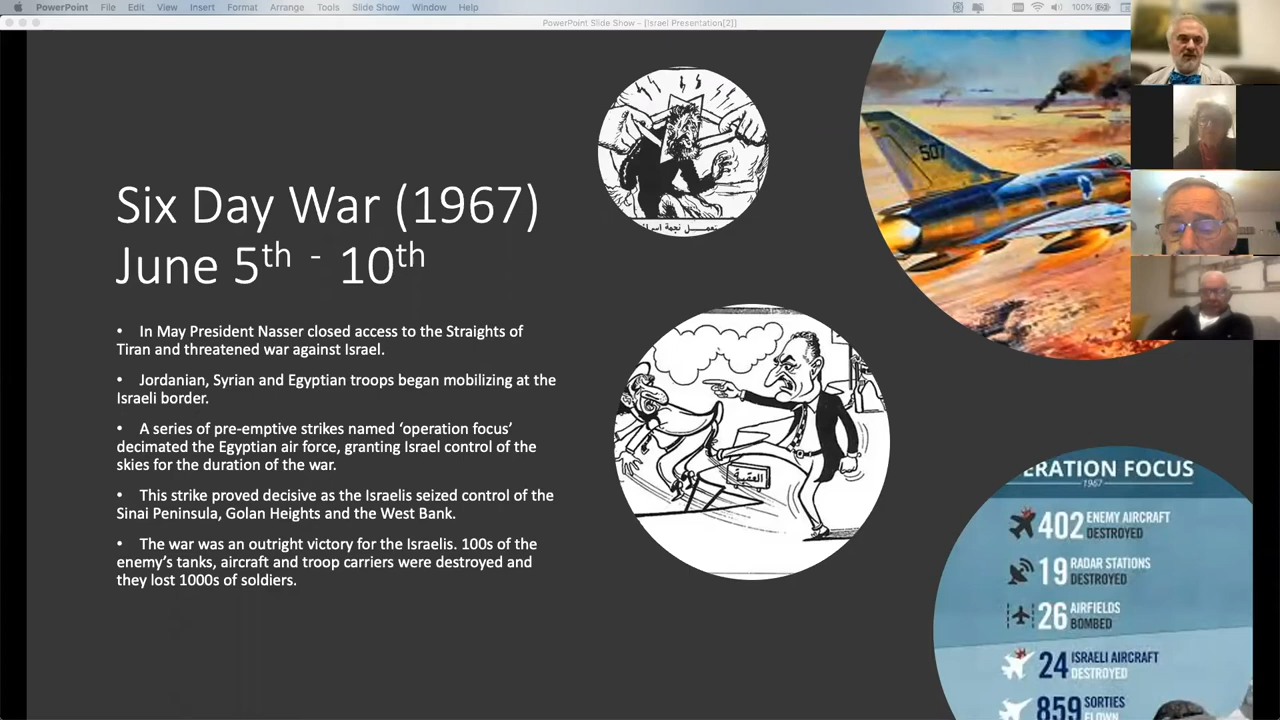 PowerPoint File Edit View Insert Format Arrange Tools Slide Show Window Help
100%
PowerPoint Slide Show - [Israel Presentation[2]]
Six Day War (1967)
June 5th - 10th
• In May President Nasser closed access to the Straights of
Tiran and threatened war against Israel.
• Jordanian, Syrian and Egyptian troops began mobilizing at the
Israeli border.
• A series of pre-emptive strikes named ‘operation focus’
decimated the Egyptian air force, granting Israel control of the
skies for the duration of the war.
• This strike proved decisive as the Israelis seized control of the
Sinai Peninsula, Golan Heights and the West Bank.
• The war was an outright victory for the Israelis. 100s of the
enemy’s tanks, aircraft and troop carriers were destroyed and
they lost 1000s of soldiers.
نجمة
العقبة
507
ERATION FOCUS
1967
402 ENEMY AIRCRAFT
DESTROYED
19 RADAR STATIONS
DESTROYED
26 AIRFIELDS
BOMBED
24 ISRAELI AIRCRAFT
DESTROYED
859 SORTIES
FLOWN